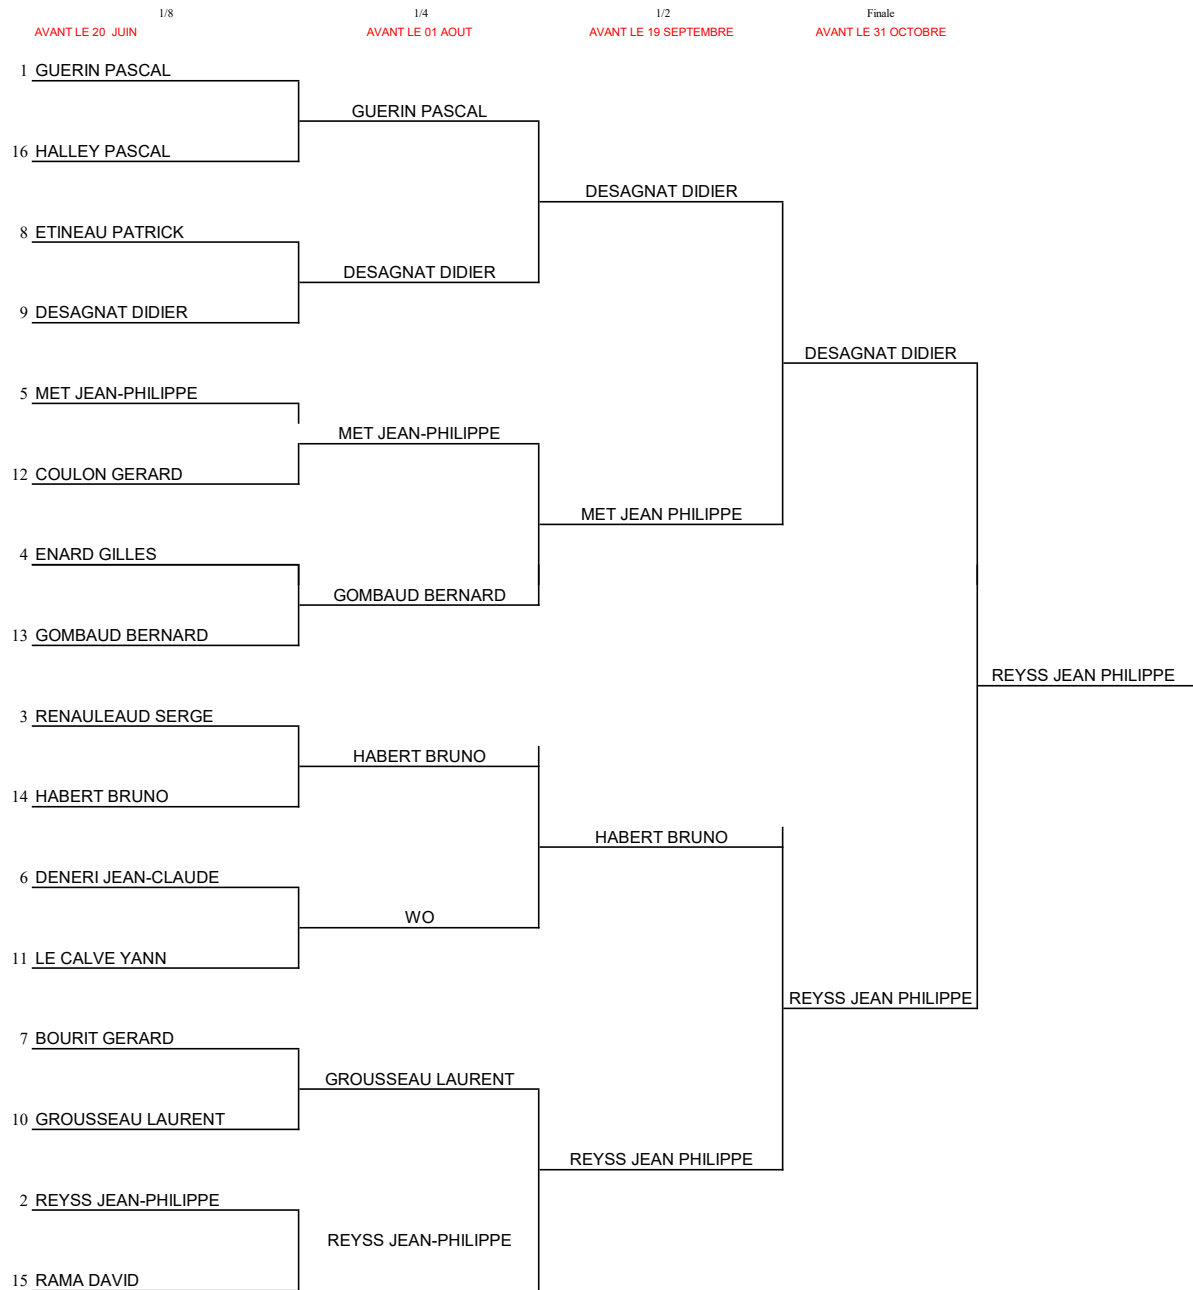 1/8 1/4 1/2 Finale
AVANT LE 20 JUIN AVANT LE 01 AOUT AVANT LE 19 SEPTEMBRE AVANT LE 31 OCTOBRE
1 GUERIN PASCAL
GUERIN PASCAL
16 HALLEY PASCAL
DESAGNAT DIDIER
8 ETINEAU PATRICK
DESAGNAT DIDIER
9 DESAGNAT DIDIER
DESAGNAT DIDIER
5 MET JEAN-PHILIPPE
MET JEAN-PHILIPPE
12 COULON GERARD
MET JEAN PHILIPPE
4 ENARD GILLES
GOMBAUD BERNARD
13 GOMBAUD BERNARD
REYSS JEAN PHILIPPE
3 RENAULEAUD SERGE
HABERT BRUNO
14 HABERT BRUNO
HABERT BRUNO
6 DENERI JEAN-CLAUDE
WO
11 LE CALVE YANN
REYSS JEAN PHILIPPE
7 BOURIT GERARD
GROUSSEAU LAURENT
10 GROUSSEAU LAURENT
REYSS JEAN PHILIPPE
2 REYSS JEAN-PHILIPPE
REYSS JEAN-PHILIPPE
15 RAMA DAVID